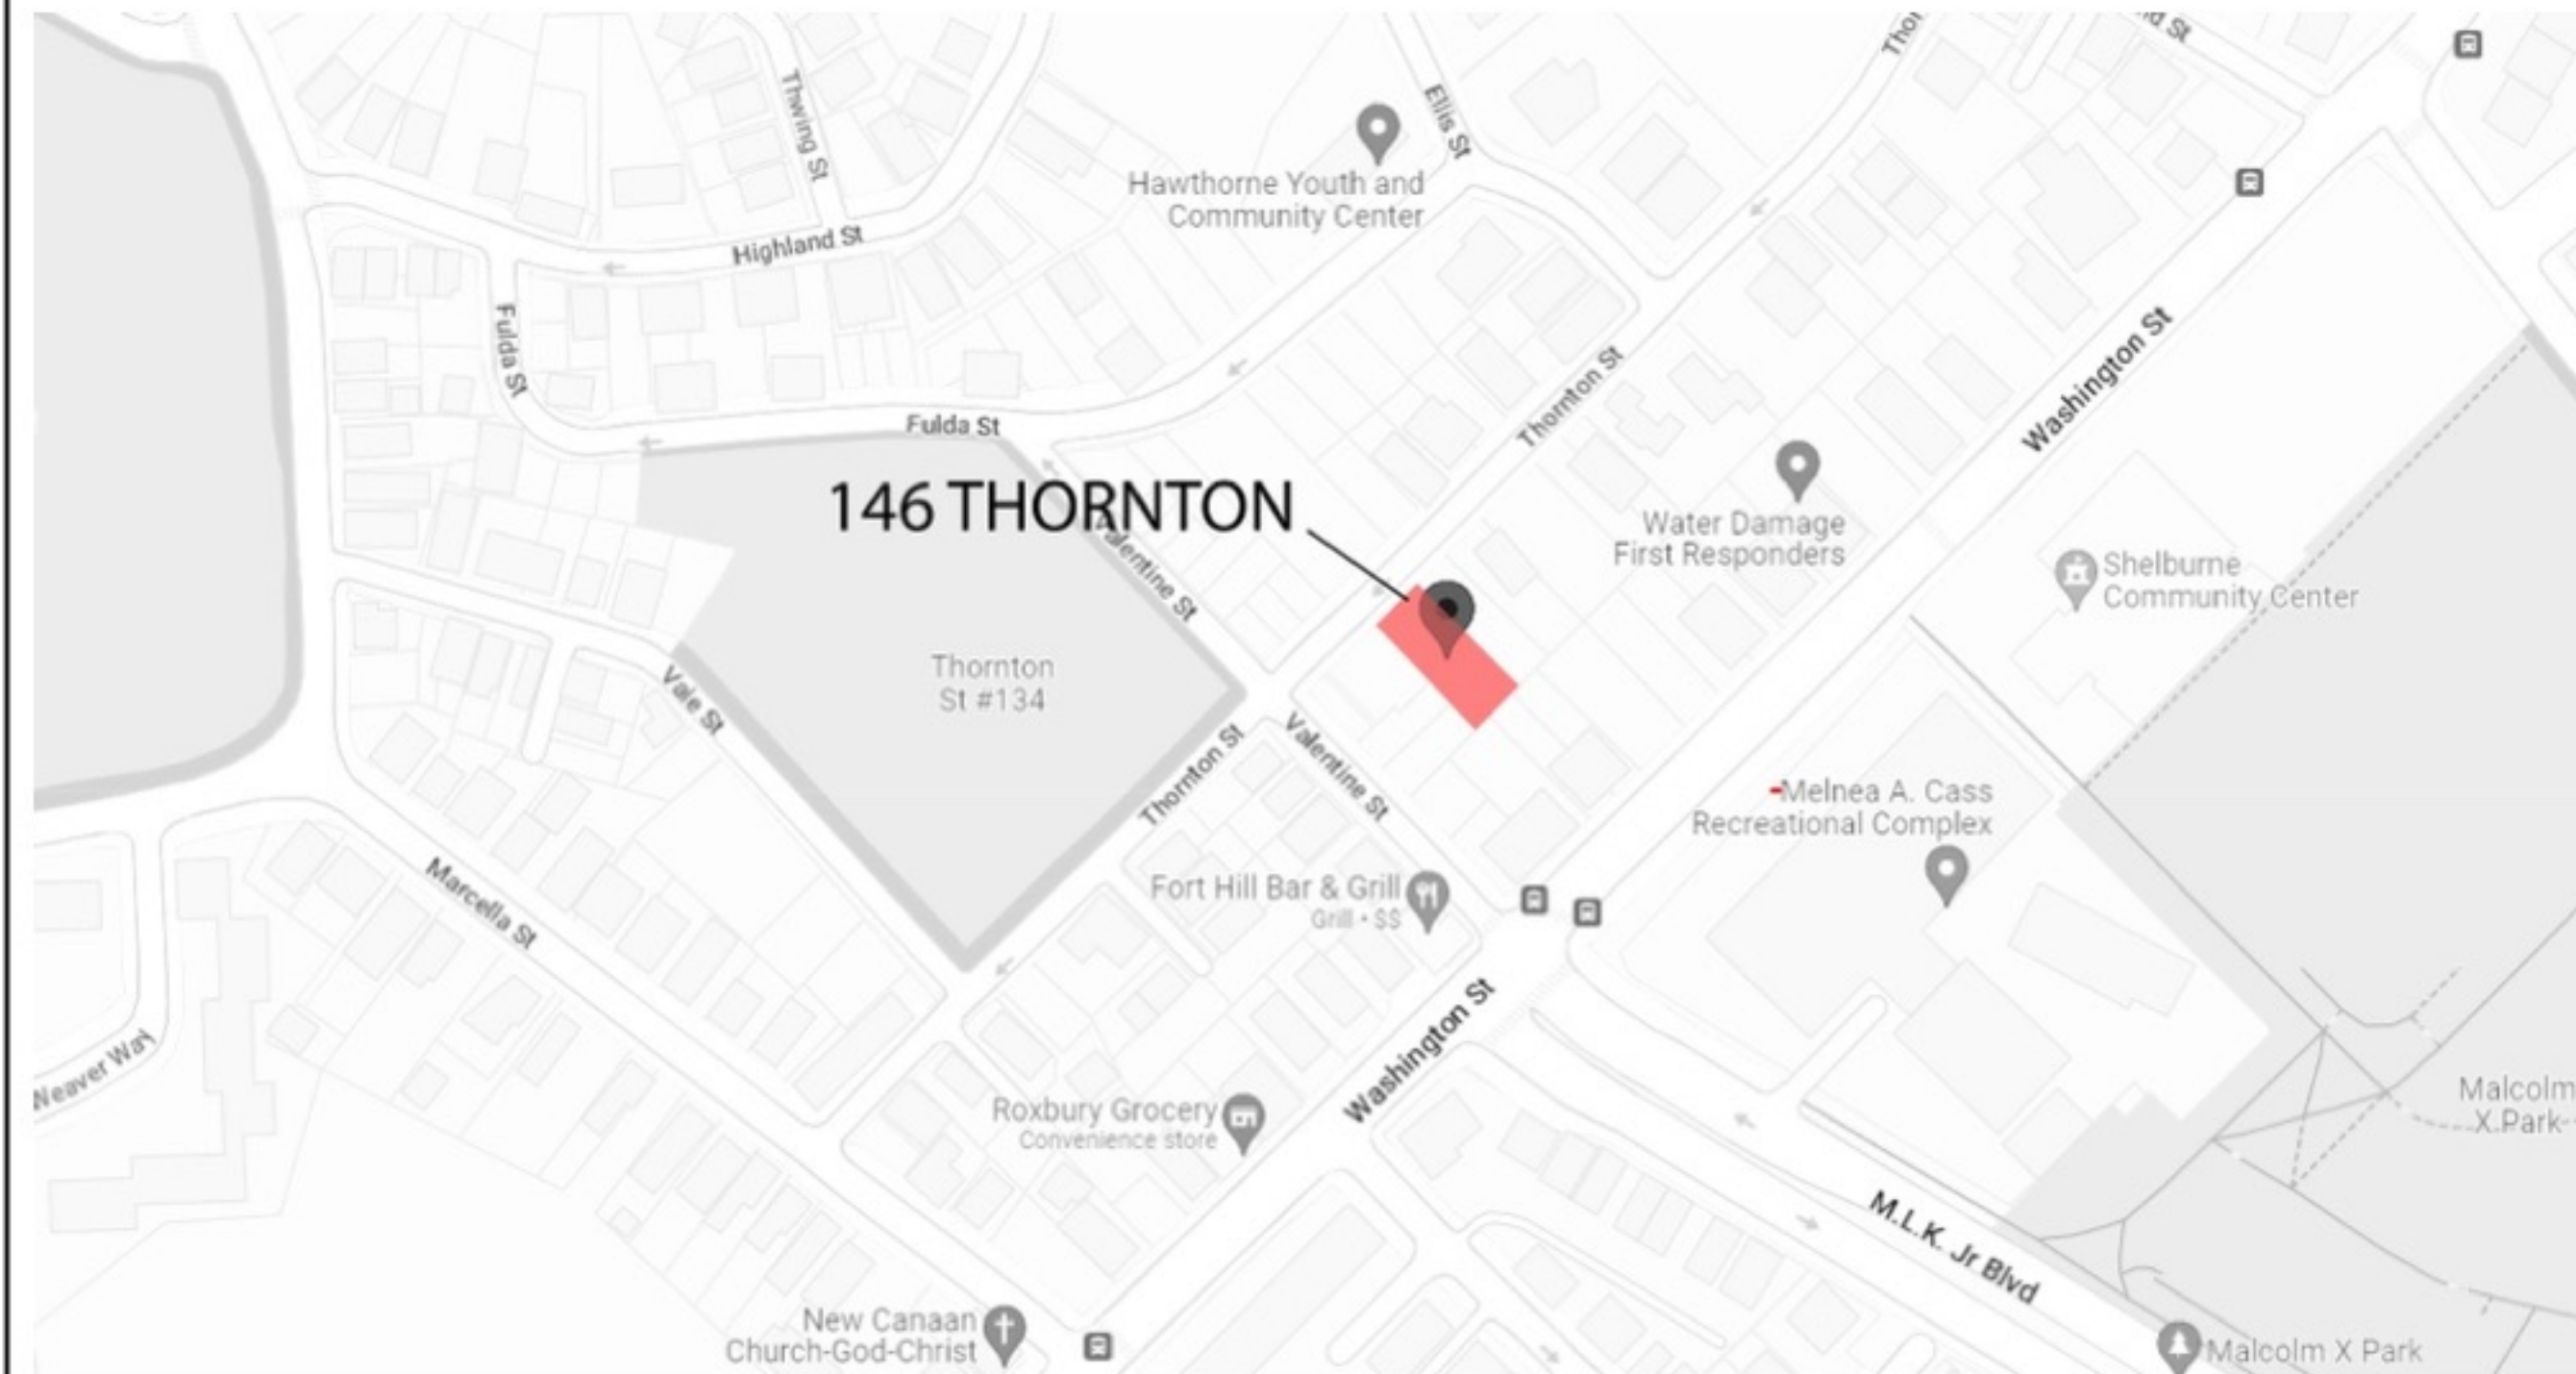 Thor
Thwing St
Ellis St
Hawthorne Youth and
Community Center
Highland St
Fulda St
Washington St
Thornton St
Fulda St
146 THORNTON
Valentine St
Water Damage
First Responders
Shelburne
Community Center
Thornton
St #134
Vale St
Thornton St
Valentine St
Melnea A. Cass
Recreational Complex
Marcella St
Fort Hill Bar & Grill
Grill • $$
Washington St
Weaver Way
Roxbury Grocery
Convenience store
Malcolm
X Park
M.L.K. Jr Blvd
New Canaan
Church-God-Christ
Malcolm X Park